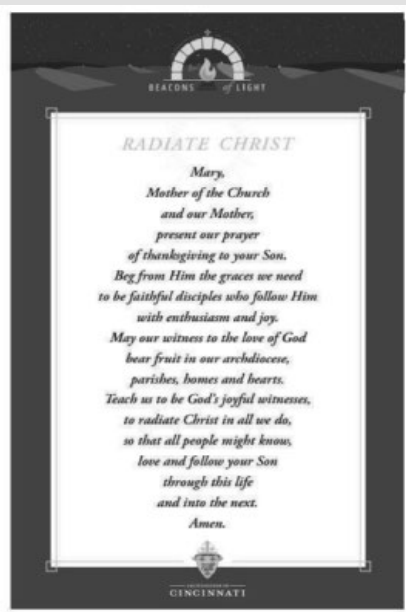 BEACONS of LIGHT
RADIATE CHRIST
Mary,
Mother of the Church
and our Mother,
present our prayer
of thanksgiving to your Son.
Beg from Him the graces we need
to be faithful disciples who follow Him
with enthusiasm and joy.
May our witness to the love of God
bear fruit in our archdiocese,
parishes, homes and hearts.
Teach us to be God's joyful witnesses,
to radiate Christ in all we do,
so that all people might know,
love and follow your Son
through this life
and into the next.
Amen.
ARCHDIOCESE OF
CINCINNATI